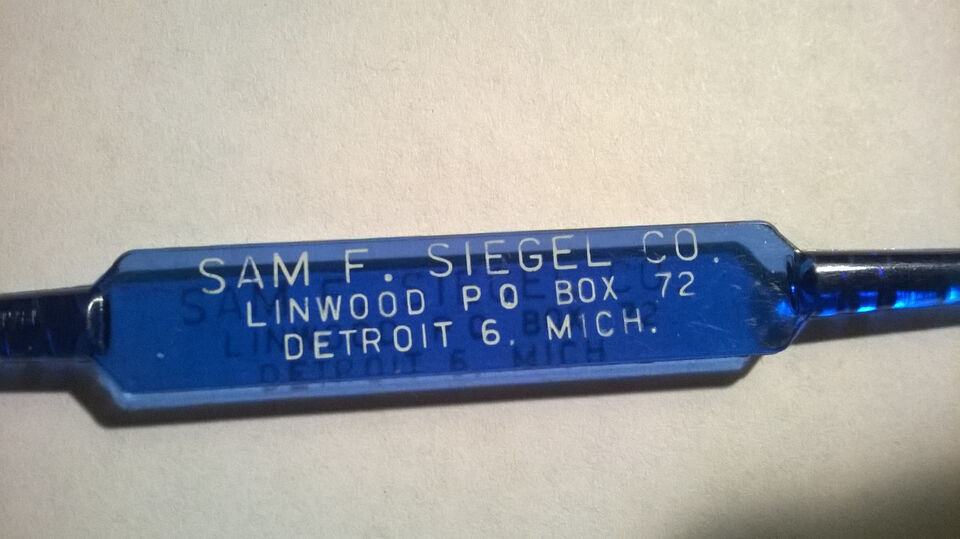 SAM F. SIEGEL CO.
LINWOOD P O BOX 72
DETROIT 6, MICH.